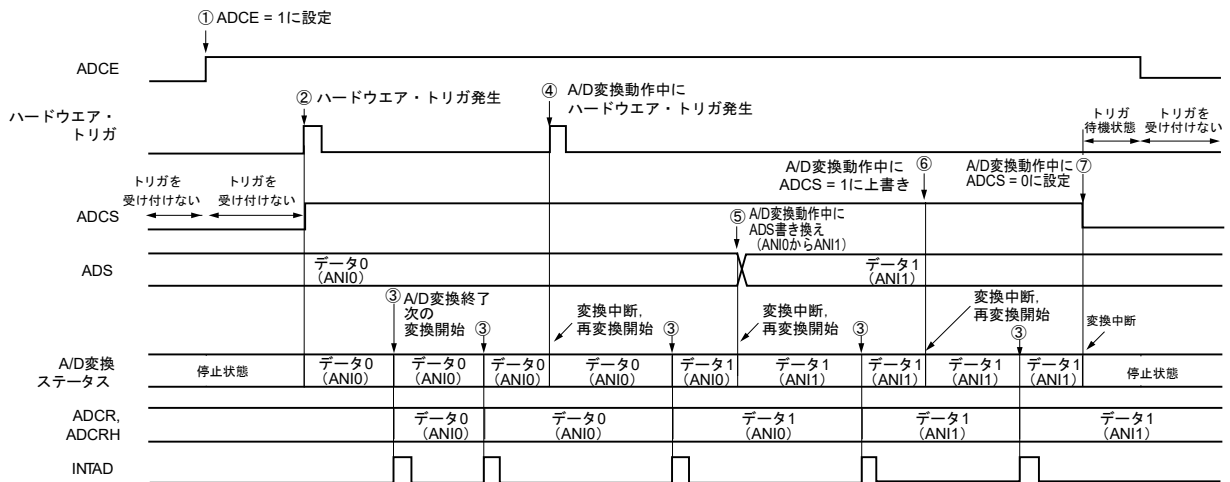 ① ADCE = 1に設定
ADCE
② ハードウエア・トリガ発生
④ A/D変換動作中に
ハードウエア・トリガ発生
ハードウエア・
トリガ
トリガ
待機状態
トリガを
受け付けない
A/D変換動作中に ⑥
ADCS = 1に上書き
A/D変換動作中に ⑦
ADCS = 0に設定
トリガを
受け付けない
トリガを
受け付けない
ADCS
⑤ A/D変換動作中に
ADS書き換え
(ANI0からANI1)
ADS
データ0
(ANI0)
データ1
(ANI1)
③ A/D変換終了
次の
変換開始
③
変換中断,
再変換開始
③
変換中断,
再変換開始
③
変換中断,
再変換開始
③
変換中断
A/D変換
ステータス
停止状態
データ0
(ANI0)
データ0
(ANI0)
データ0
(ANI0)
データ0
(ANI0)
データ1
(ANI0)
データ1
(ANI1)
データ1
(ANI1)
データ1
(ANI1)
データ1
(ANI1)
停止状態
ADCR,
ADCRH
データ0
(ANI0)
データ0
(ANI0)
データ1
(ANI0)
データ1
(ANI1)
データ1
(ANI1)
INTAD